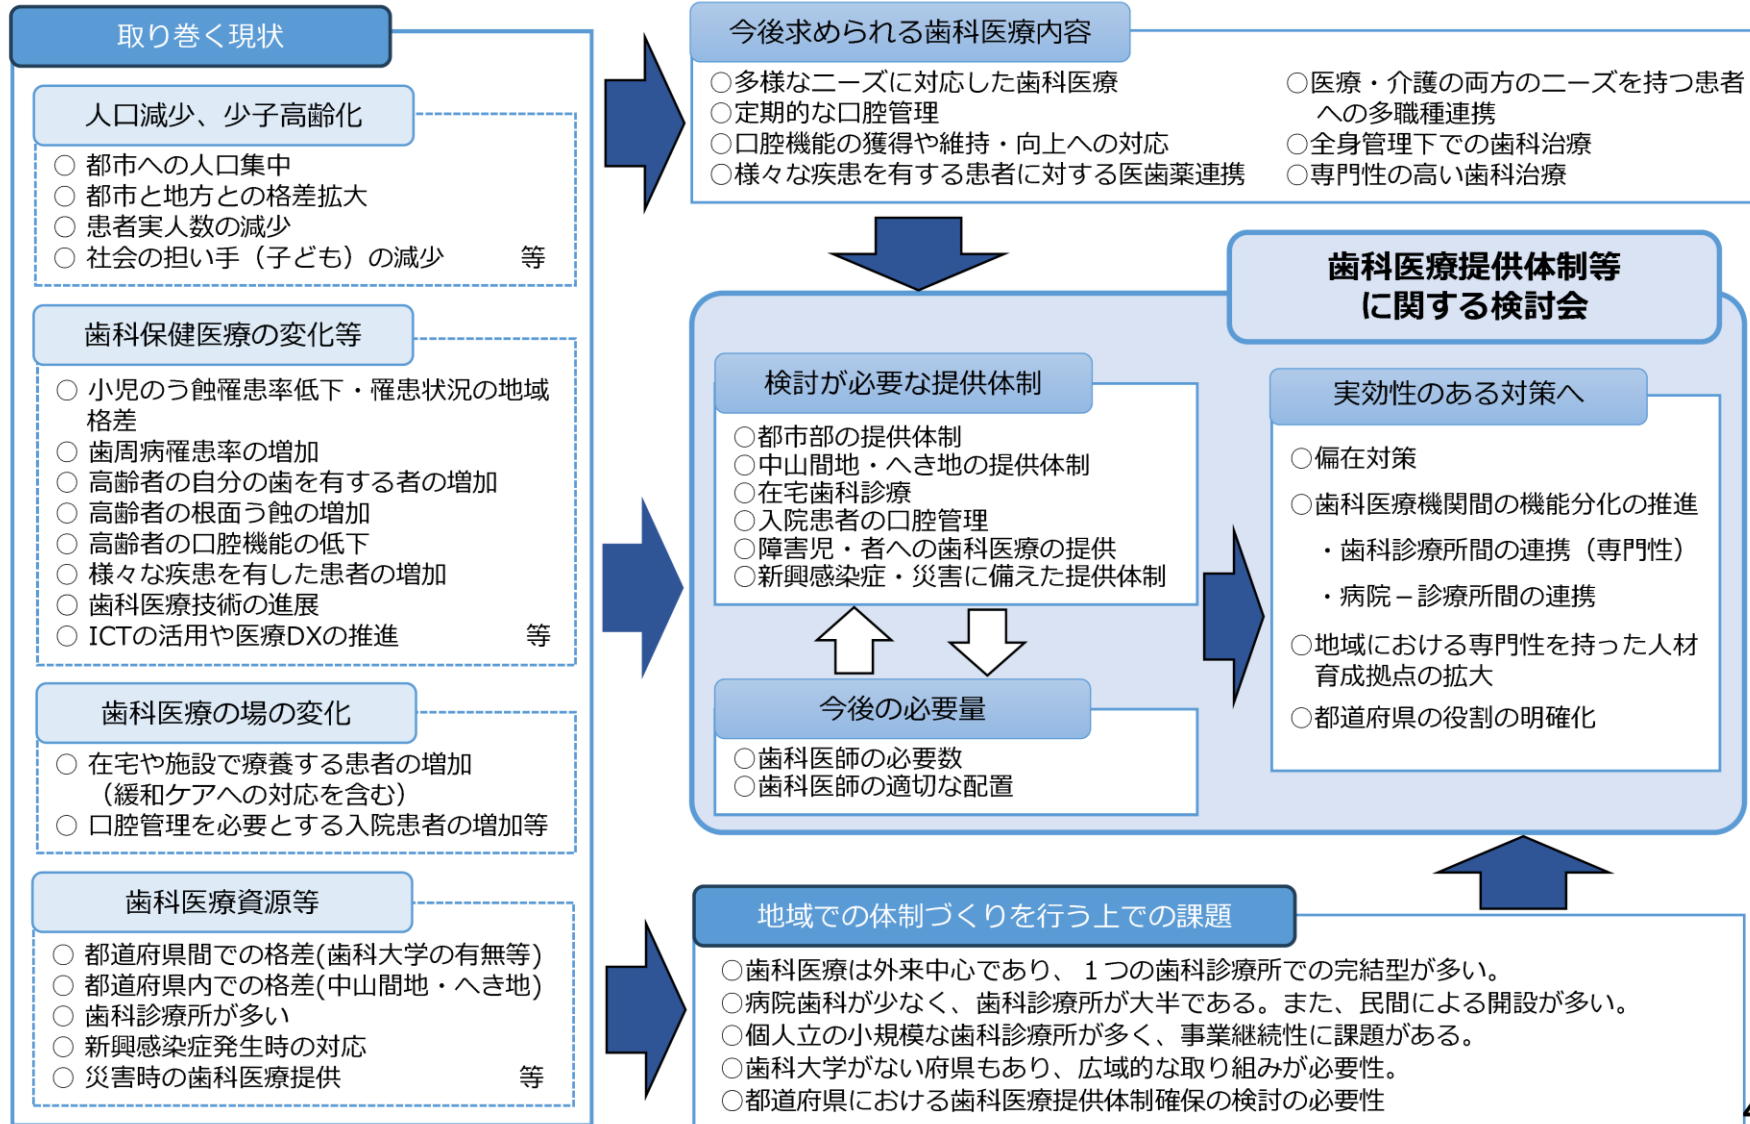 取り巻く現状
人口減少、少子高齢化
○ 都市への人口集中
○ 都市と地方との格差拡大
○ 患者実人数の減少
○ 社会の担い手（子ども）の減少 等
歯科保健医療の変化等
○ 小児のう蝕罹患率低下・罹患状況の地域
格差
○ 歯周病罹患率の増加
○ 高齢者の自分の歯を有する者の増加
○ 高齢者の根面う蝕の増加
○ 高齢者の口腔機能の低下
○ 様々な疾患を有した患者の増加
○ 歯科医療技術の進展
○ ICTの活用や医療DXの推進 等
歯科医療の場の変化
○ 在宅や施設で療養する患者の増加
（緩和ケアへの対応を含む）
○ 口腔管理を必要とする入院患者の増加等
歯科医療資源等
○ 都道府県間での格差(歯科大学の有無等)
○ 都道府県内での格差(中山間地・へき地)
○ 歯科診療所が多い
○ 新興感染症発生時の対応
○ 災害時の歯科医療提供 等
今後求められる歯科医療内容
○多様なニーズに対応した歯科医療
○定期的な口腔管理
○口腔機能の獲得や維持・向上への対応
○様々な疾患を有する患者に対する医歯薬連携
○医療・介護の両方のニーズを持つ患者
への多職種連携
○全身管理下での歯科治療
○専門性の高い歯科治療
歯科医療提供体制等
に関する検討会
検討が必要な提供体制
○都市部の提供体制
○中山間地・へき地の提供体制
○在宅歯科診療
○入院患者の口腔管理
○障害児・者への歯科医療の提供
○新興感染症・災害に備えた提供体制
今後の必要量
○歯科医師の必要数
○歯科医師の適切な配置
実効性のある対策へ
○偏在対策
○歯科医療機関間の機能分化の推進
・歯科診療所間の連携（専門性）
・病院－診療所間の連携
○地域における専門性を持った人材
育成拠点の拡大
○都道府県の役割の明確化
地域での体制づくりを行う上での課題
○歯科医療は外来中心であり、１つの歯科診療所での完結型が多い。
○病院歯科が少なく、歯科診療所が大半である。また、民間による開設が多い。
○個人立の小規模な歯科診療所が多く、事業継続性に課題がある。
○歯科大学がない府県もあり、広域的な取り組みが必要性。
○都道府県における歯科医療提供体制確保の検討の必要性